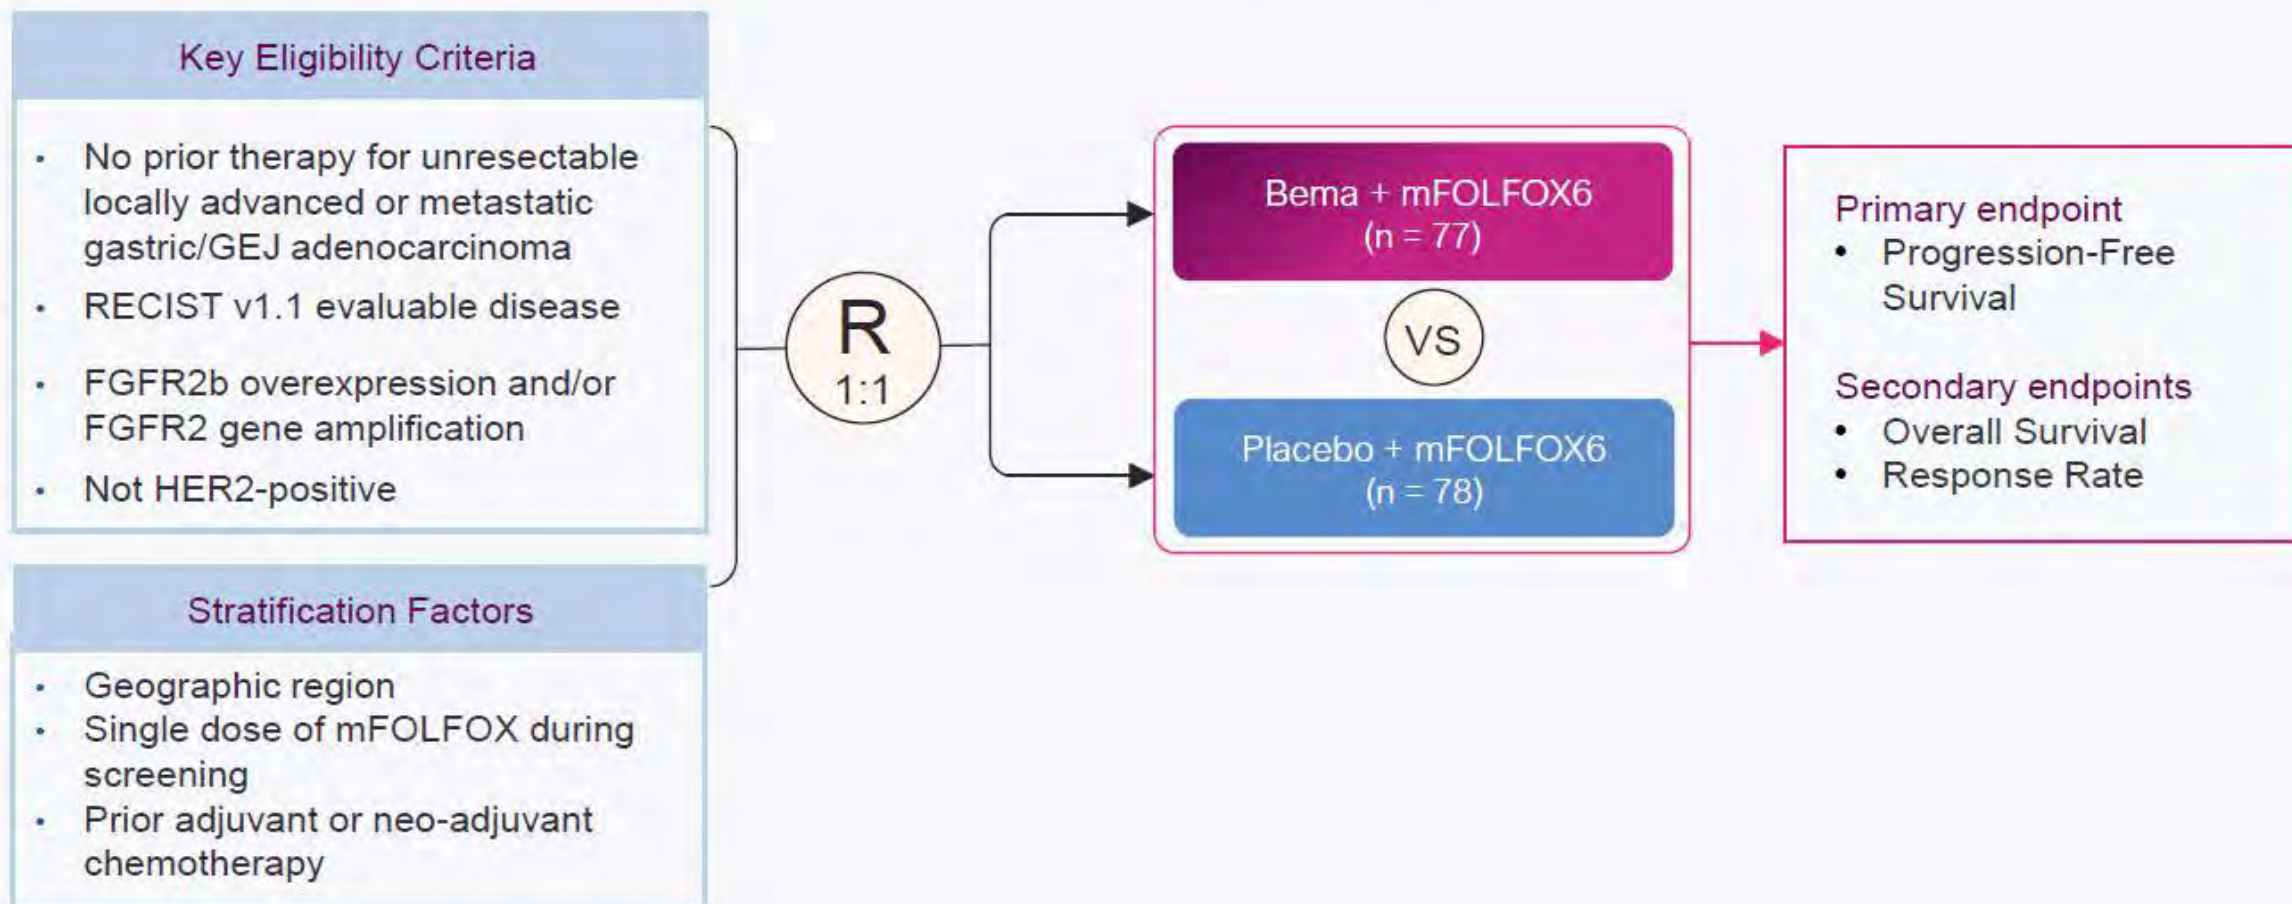 Key Eligibility Criteria
• No prior therapy for unresectable
locally advanced or metastatic
gastric/GEJ adenocarcinoma
• RECIST v1.1 evaluable disease
• FGFR2b overexpression and/or
FGFR2 gene amplification
• Not HER2-positive
Stratification Factors
• Geographic region
• Single dose of mFOLFOX during
screening
• Prior adjuvant or neo-adjuvant
chemotherapy
R
1:1
Bema + mFOLFOX6
(n = 77)
VS
Placebo + mFOLFOX6
(n = 78)
Primary endpoint
• Progression-Free
Survival
Secondary endpoints
• Overall Survival
• Response Rate